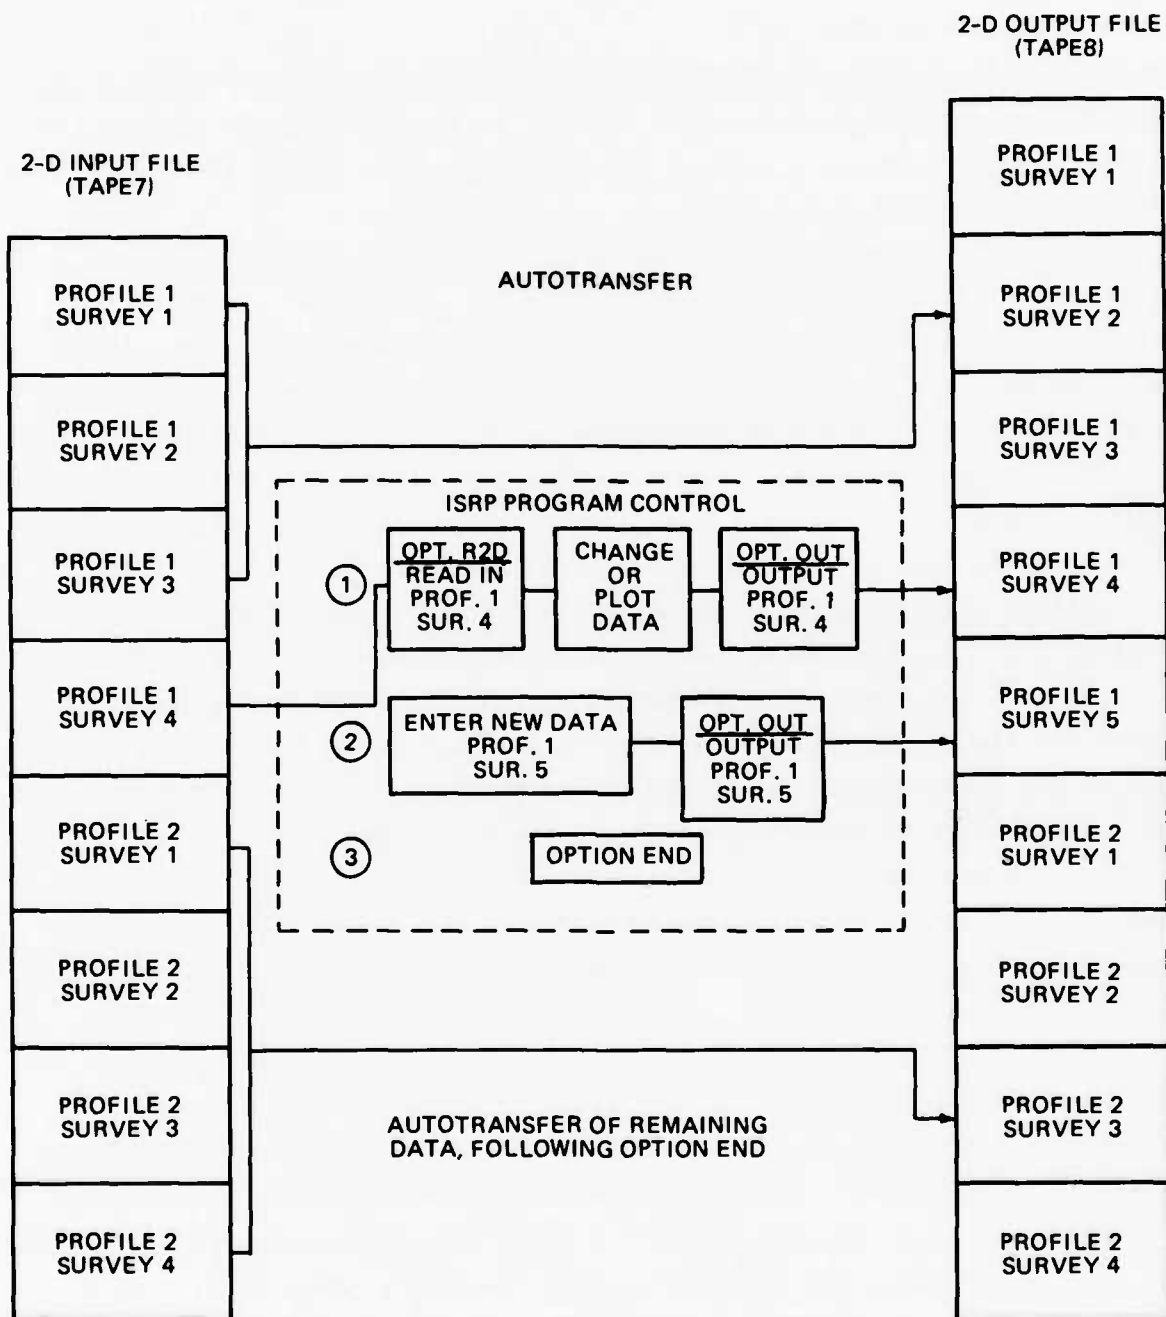 2-D OUTPUT FILE
(TAPE8)
2-D INPUT FILE
(TAPE7)
PROFILE 1
SURVEY 1
PROFILE 1
SURVEY 2
PROFILE 1
SURVEY 3
PROFILE 1
SURVEY 4
PROFILE 2
SURVEY 1
PROFILE 2
SURVEY 2
PROFILE 2
SURVEY 3
PROFILE 2
SURVEY 4
AUTOTRANSFER
ISRP PROGRAM CONTROL
1
OPT. R2D
READ IN
PROF. 1
SUR. 4
CHANGE
OR
PLOT
DATA
OPT. OUT
OUTPUT
PROF. 1
SUR. 4
2
ENTER NEW DATA
PROF. 1
SUR. 5
OPT. OUT
OUTPUT
PROF. 1
SUR. 5
3
OPTION END
AUTOTRANSFER OF REMAINING
DATA, FOLLOWING OPTION END
PROFILE 1
SURVEY 1
PROFILE 1
SURVEY 2
PROFILE 1
SURVEY 3
PROFILE 1
SURVEY 4
PROFILE 1
SURVEY 5
PROFILE 2
SURVEY 1
PROFILE 2
SURVEY 2
PROFILE 2
SURVEY 3
PROFILE 2
SURVEY 4